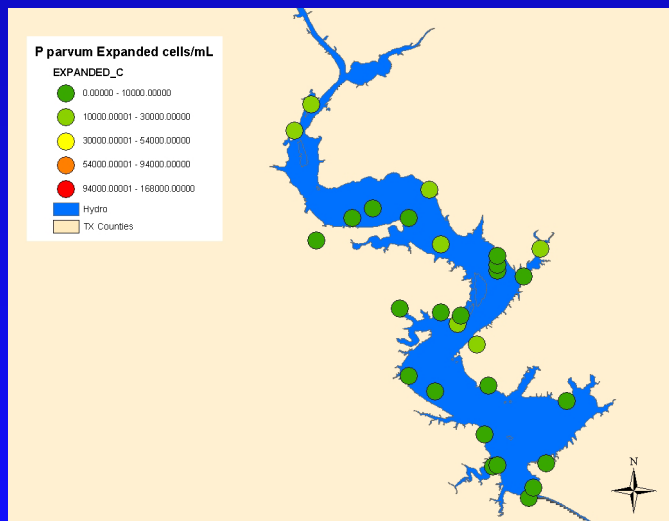 P parvum Expanded cells/mL
EXPANDED_C
0.00000 - 10000.00000
10000.00001 - 30000.00000
30000.00001 - 54000.00000
54000.00001 - 94000.00000
94000.00001 - 168000.00000
Hydro
TX Counties
N